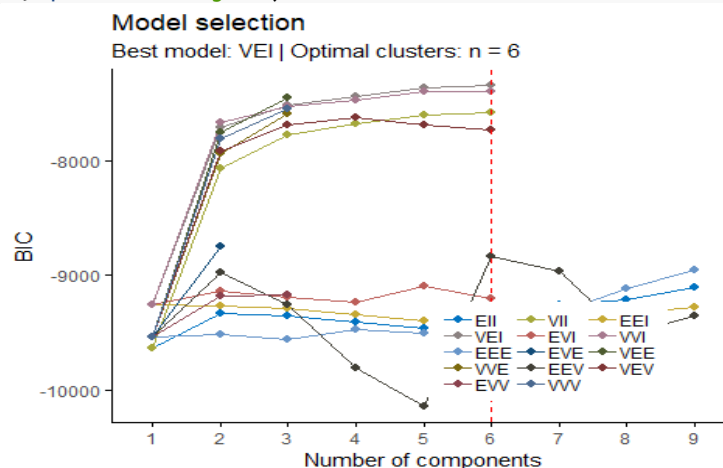 Model selection
Best model: VEI | Optimal clusters: n = 6
BIC
-8000
-9000
-10000
EII VII EEI
VEI EVI VVI
EEE EVE VEE
VVE EEV VEV
EVV VVV
1 2 3 4 5 6 7 8 9
Number of components